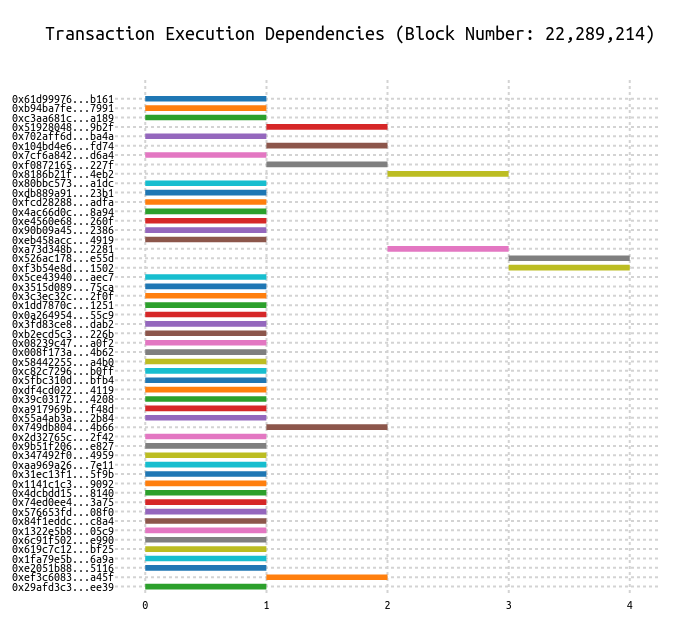 Transaction Execution Dependencies (Block Number: 22,289,214)
0x61d99976...b161
0xb94ba7fe...7991
0xc3aa681c...a189
0x51928048...9b2f
0x702aff6d...ba4a
0x104bd4e6...fd74
0x7cf6a842...d6a4
0xf0872165...227f
0x8186b21f...4eb2
0x80bbc573...a1dc
0xdb889a91...23b1
0xfcd28288...adfa
0x4ac66d0c...8a94
0xe4560e68...260f
0x90b09a45...2386
0xeb458acc...4919
0xa73d348b...2281
0x526ac178...e55d
0xf3b54e8d...1502
0x5ce43940...aec7
0x3515d089...75ca
0x3c3ec32c...2f0f
0x1dd7870c...1251
0x0a264954...55c9
0x3fd83ce8...dab2
0xb2ecd5c3...226b
0x08239c47...a0f2
0x008f173a...4b62
0x58442255...a4b0
0xc82c7296...b0ff
0x5fbc310d...bfb4
0xdf4cd022...4119
0x39c03172...4208
0xa917969b...f48d
0x55a4ab3a...2b84
0x749db804...4b66
0x2d32765c...2f42
0x9b51f206...e827
0x347492f0...4959
0xaa969a26...7e11
0x31ec13f1...5f9b
0x1141c1c3...9092
0x4dcbdd15...8140
0x74ed0ee4...3a75
0x576653fd...08f0
0x84f1eddc...c8a4
0x1322e5b8...05c9
0x6c91f502...e990
0x619c7c12...bf25
0x1fa79e5b...6a9a
0xe2051b88...5116
0xef3c6083...a45f
0x29afd3c3...ee39
0 1 2 3 4